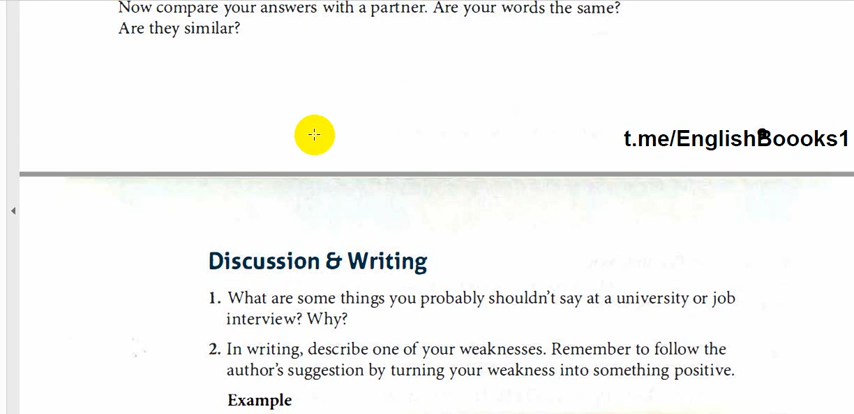 Now compare your answers with a partner. Are your words the same?
Are they similar?
t.me/EnglishBoooks1
Discussion & Writing
1. What are some things you probably shouldn't say at a university or job
interview? Why?
2. In writing, describe one of your weaknesses. Remember to follow the
author's suggestion by turning your weakness into something positive.
Example